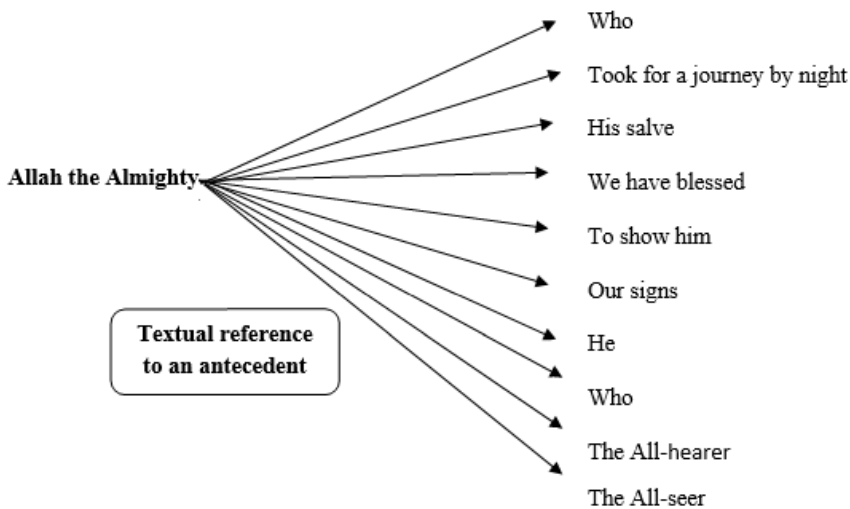 Who
Took for a journey by night
His salve
Allah the Almighty
We have blessed
To show him
Our signs
Textual reference
to an antecedent
He
Who
The All-hearer
The All-seer